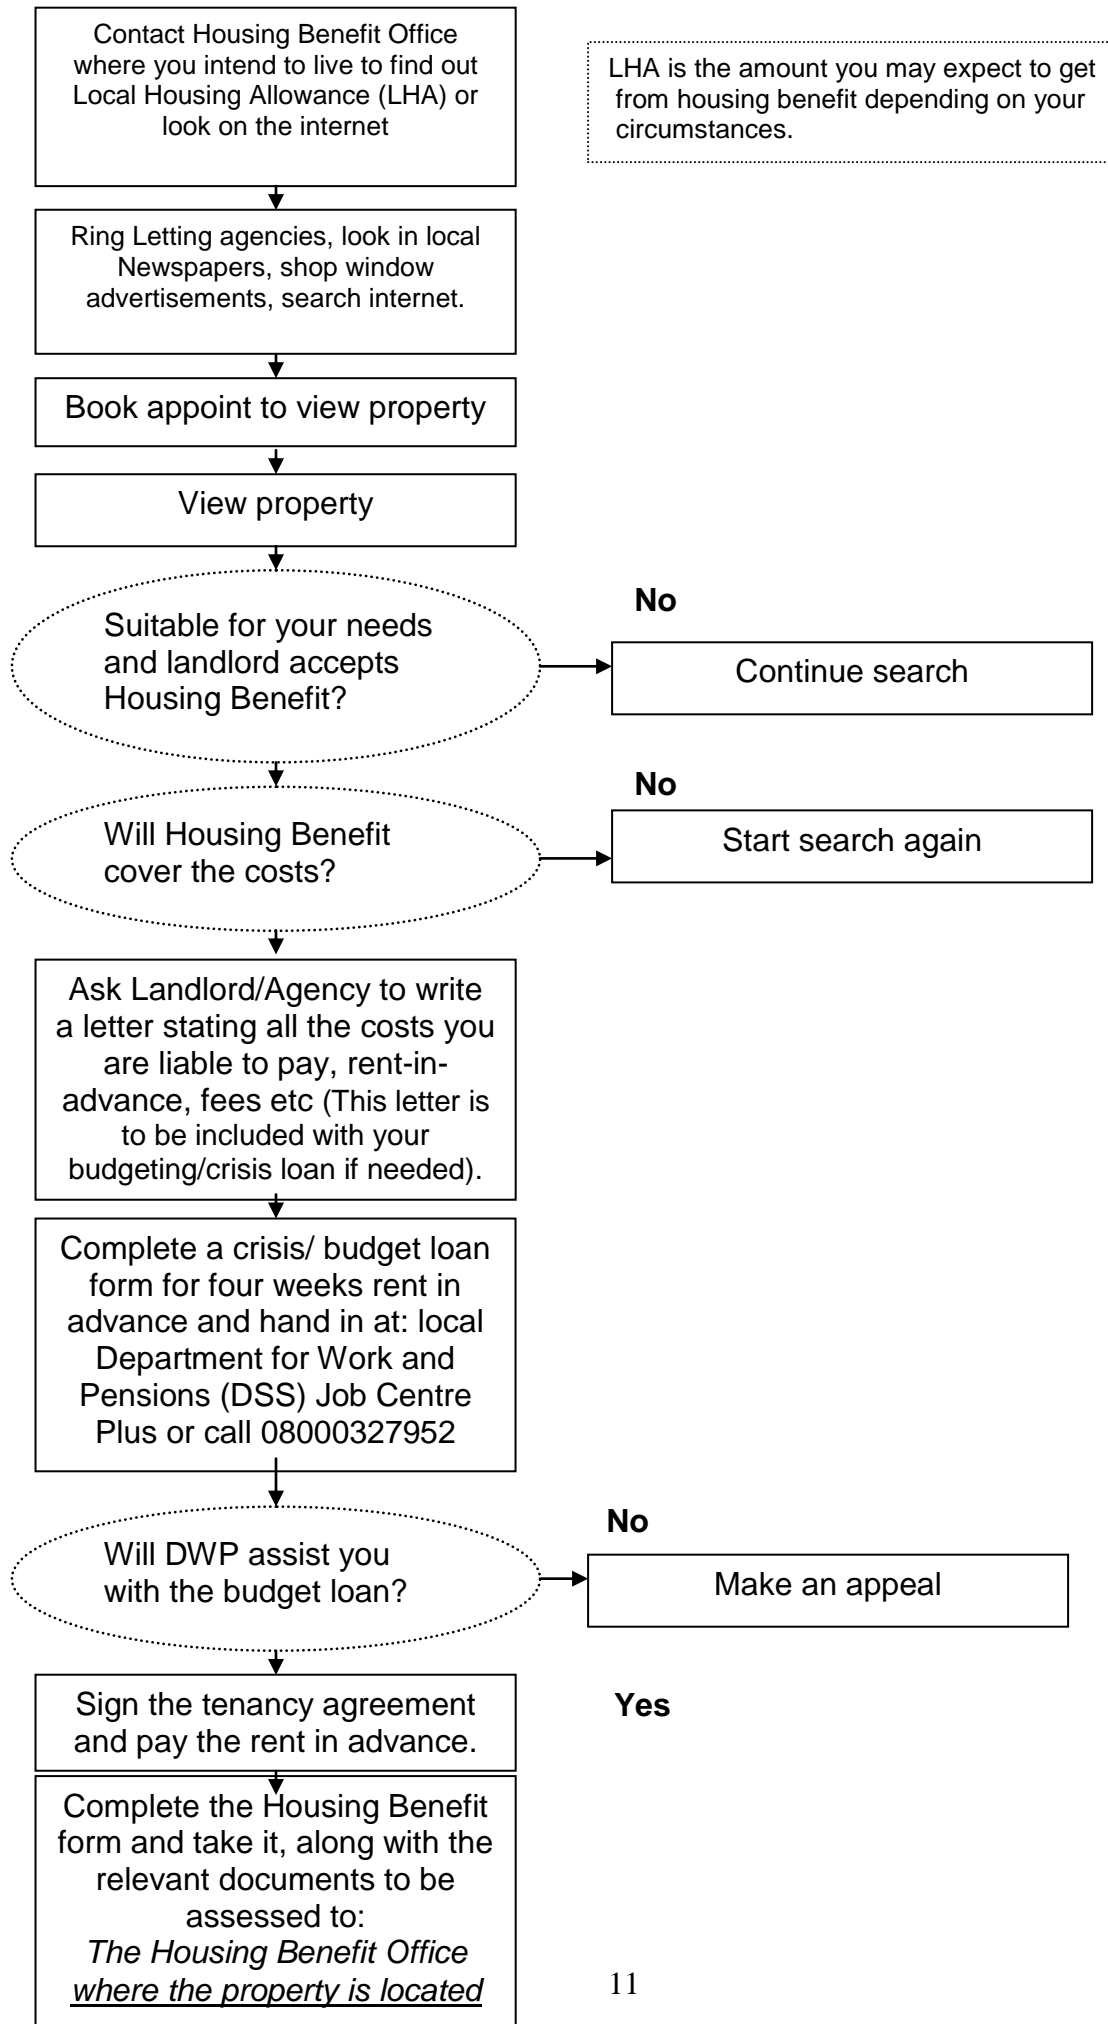 Contact Housing Benefit Office
where you intend to live to find out
Local Housing Allowance (LHA) or
look on the internet
LHA is the amount you may expect to get
from housing benefit depending on your
circumstances.
Ring Letting agencies, look in local
Newspapers, shop window
advertisements, search internet.
Book appoint to view property
View property
Suitable for your needs
and landlord accepts
Housing Benefit?
No
Continue search
Will Housing Benefit
cover the costs?
No
Start search again
Ask Landlord/Agency to write
a letter stating all the costs you
are liable to pay, rent-in-
advance, fees etc (This letter is
to be included with your
budgeting/crisis loan if needed).
Complete a crisis/ budget loan
form for four weeks rent in
advance and hand in at: local
Department for Work and
Pensions (DSS) Job Centre
Plus or call 08000327952
Will DWP assist you
with the budget loan?
No
Make an appeal
Sign the tenancy agreement
and pay the rent in advance.
Yes
Complete the Housing Benefit
form and take it, along with the
relevant documents to be
assessed to:
The Housing Benefit Office
where the property is located
11